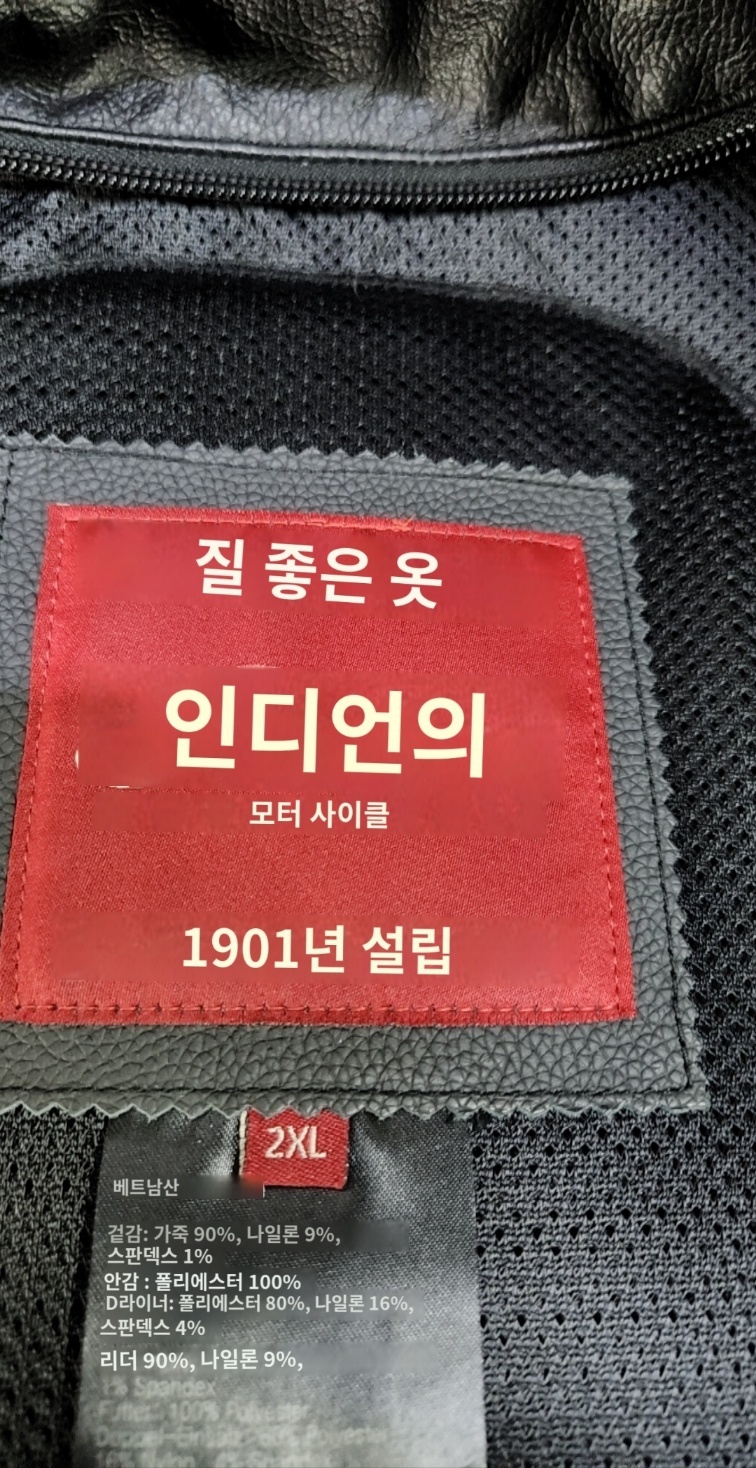 질 좋은 옷
인디언의
모터 사이클
1901년 설립
2XL
베트남산
겉감: 가죽 90%, 나일론 9%,
스판덱스 1%
안감 : 폴리에스터 100%
D라이너: 폴리에스터 80%, 나일론 16%,
스판덱스 4%
리더 90%, 나일론 9%,
1% Spandex
100% Polyester